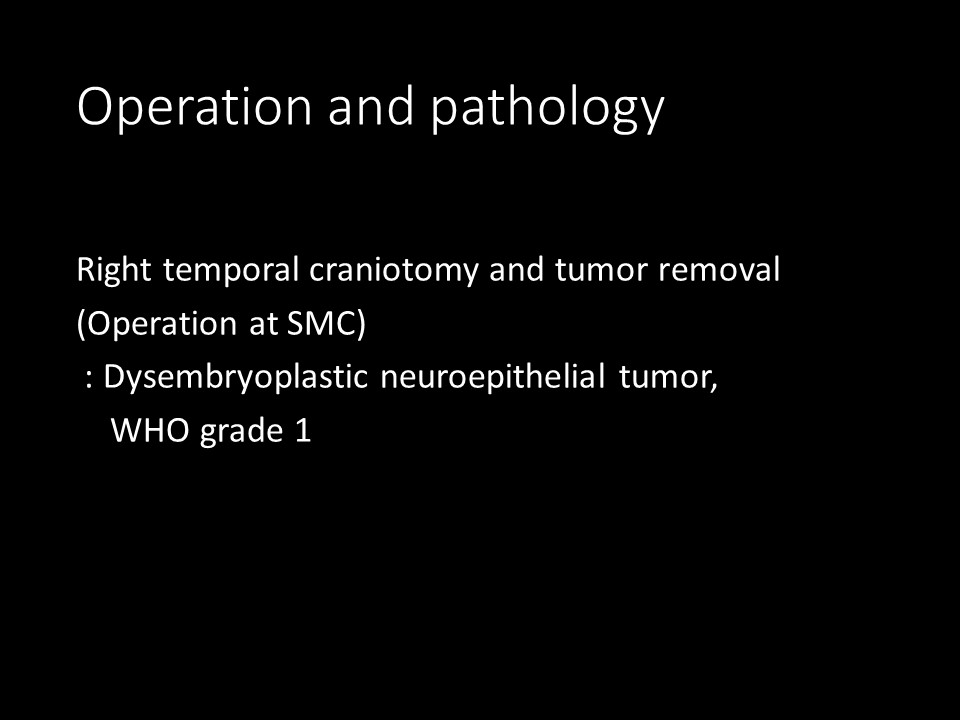 Operation and pathology
Right temporal craniotomy and tumor removal
(Operation at SMC)
: Dysembryoplastic neuroepithelial tumor,
WHO grade 1